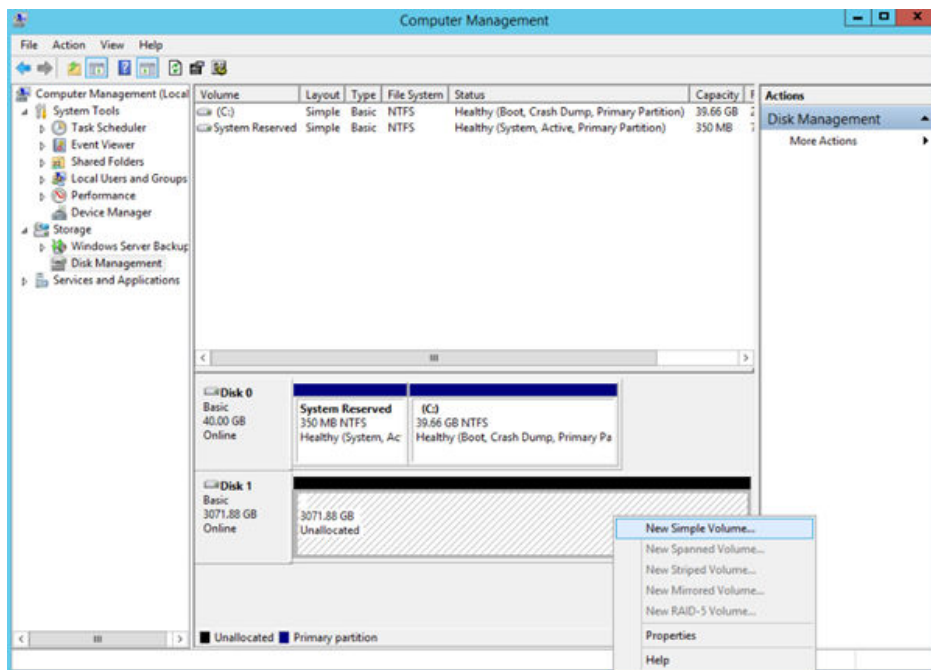 Computer Management
File Action View Help
Computer Management (Local
System Tools
Task Scheduler
Event Viewer
Shared Folders
Local Users and Groups
Performance
Device Manager
Storage
Windows Server Backup
Disk Management
Services and Applications
Volume Layout Type File System Status Capacity F
(C:) Simple Basic NTFS Healthy (Boot, Crash Dump, Primary Partition) 39.66 GB
System Reserved Simple Basic NTFS Healthy (System, Active, Primary Partition) 350 MB
Actions
Disk Management
More Actions
Disk 0
Basic
40.00 GB
Online
System Reserved
350 MB NTFS
Healthy (System, Ac
(C:)
39.66 GB NTFS
Healthy (Boot, Crash Dump, Primary Pa
Disk 1
Basic
3071.88 GB
Online
3071.88 GB
Unallocated
New Simple Volume...
New Spanned Volume...
New Striped Volume...
New Mirrored Volume...
New RAID-5 Volume...
Properties
Help
Unallocated Primary partition